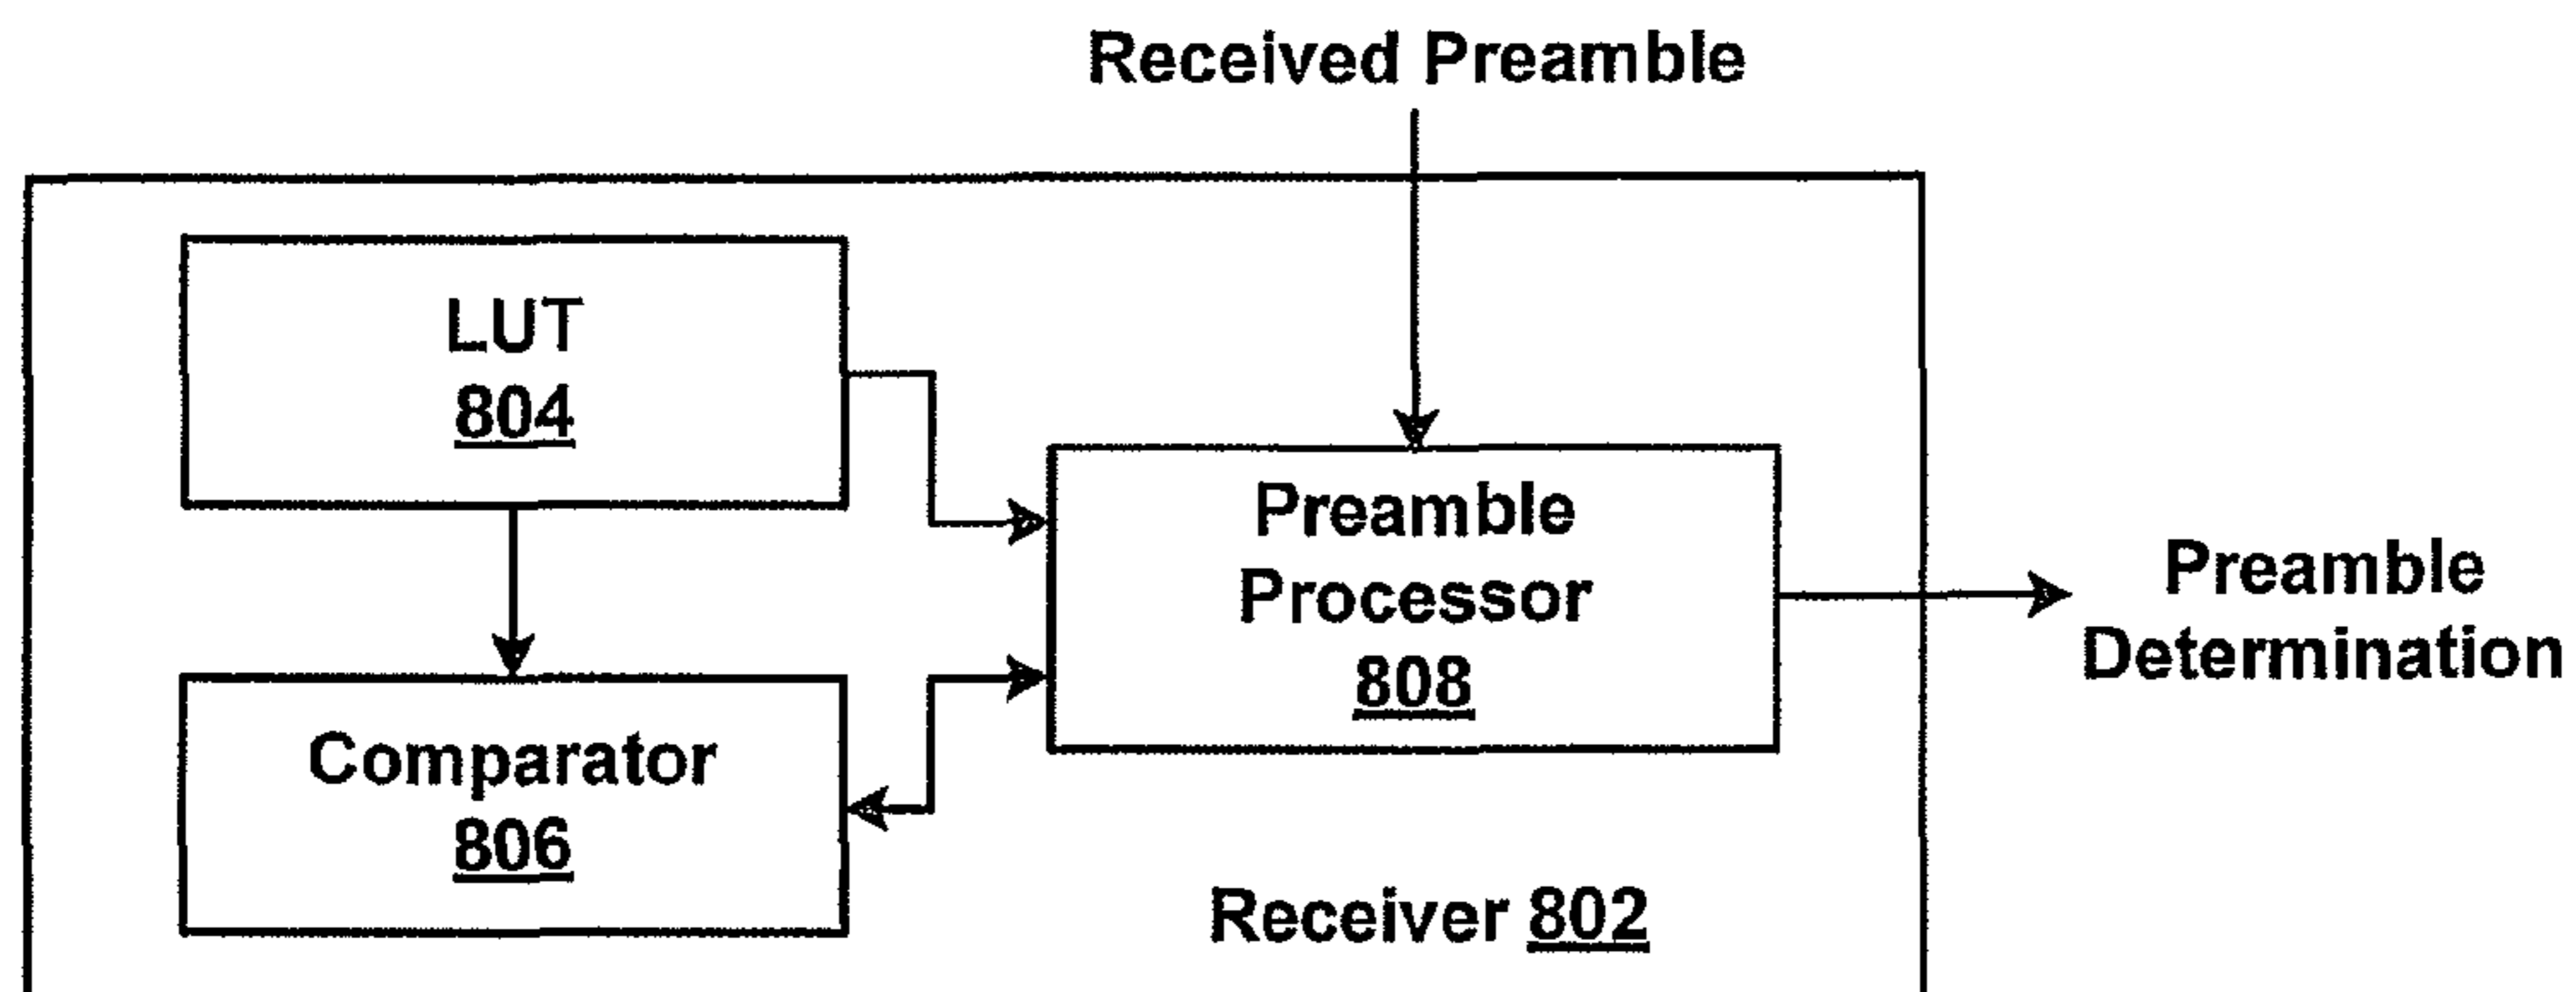 Received Preamble
LUT
804
Preamble
Processor
808
Preamble
Determination
Comparator
806
Receiver 802